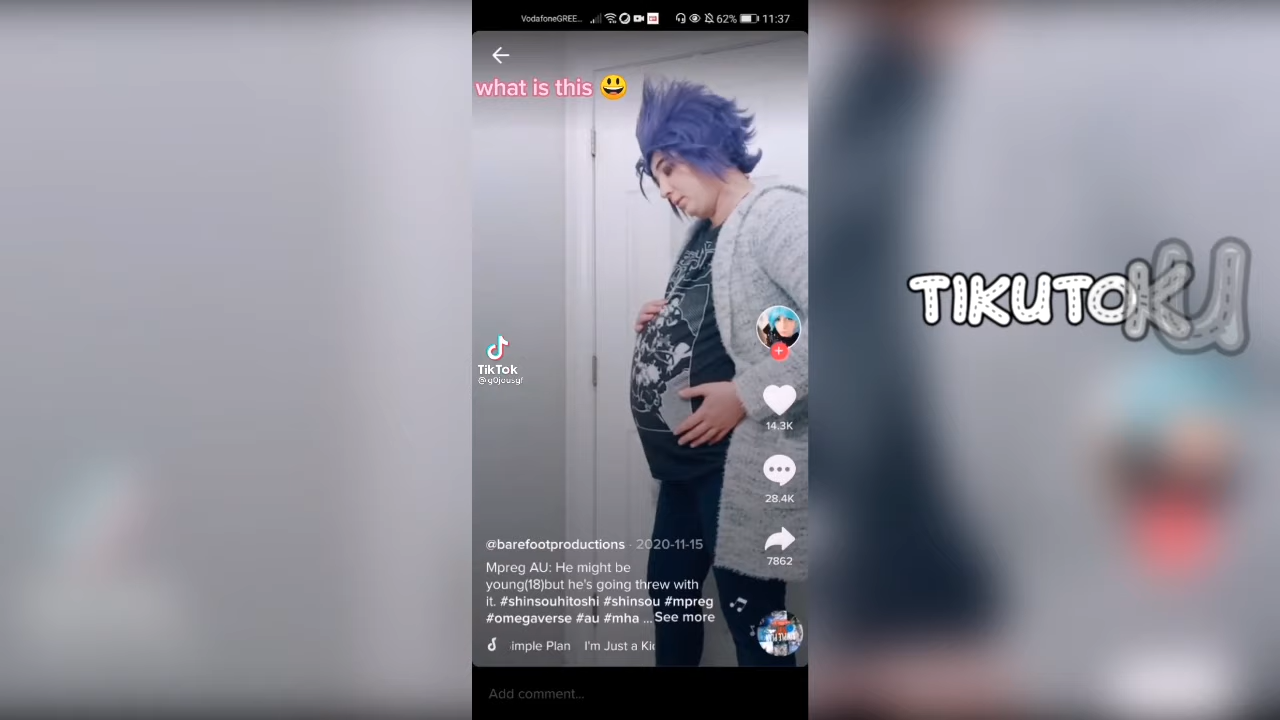 VodafoneGREE...
62%
11:37
what is this 😃
TikTok
14.3K
28.4K
7862
@barefootproductions · 2020-11-15
Mpreg AU: He might be
young(18)but he's going threw with
it. #shinsouhitoshi #shinsou #mpreg
#omegaverse #au #mha ...See more
imple Plan I'm Just a Ki
Add comment...
TIKUTOKU